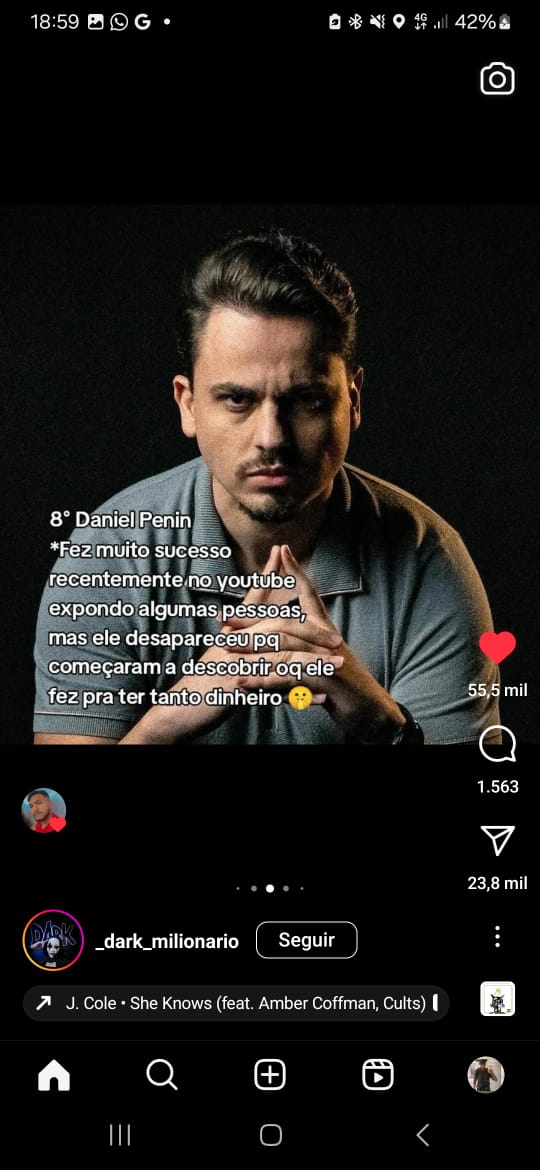 18:59
4G
42%
8° Daniel Penin
*Fez muito sucesso
recentemente no youtube
expondo algumas pessoas,
mas ele desapareceu pq
começaram a descobrir oq ele
fez pra ter tanto dinheiro 🤫
55,5 mil
1.563
23,8 mil
DARK
_dark_milionario
Seguir
J. Cole • She Knows (feat. Amber Coffman, Cults)